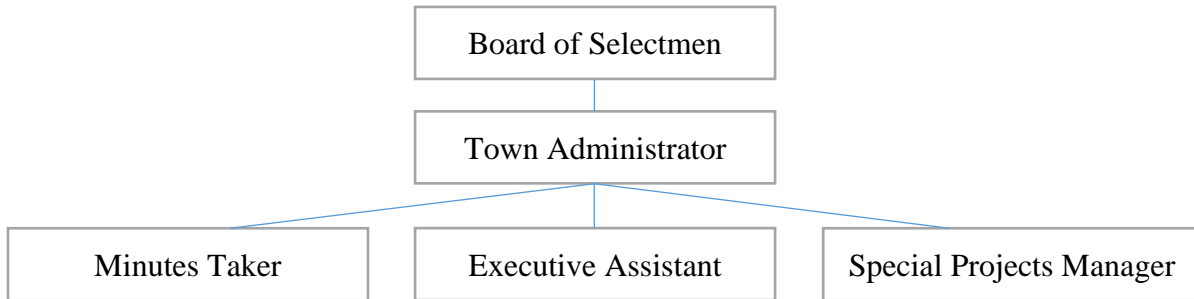 Board of Selectmen
Town Administrator
Minutes Taker
Executive Assistant
Special Projects Manager